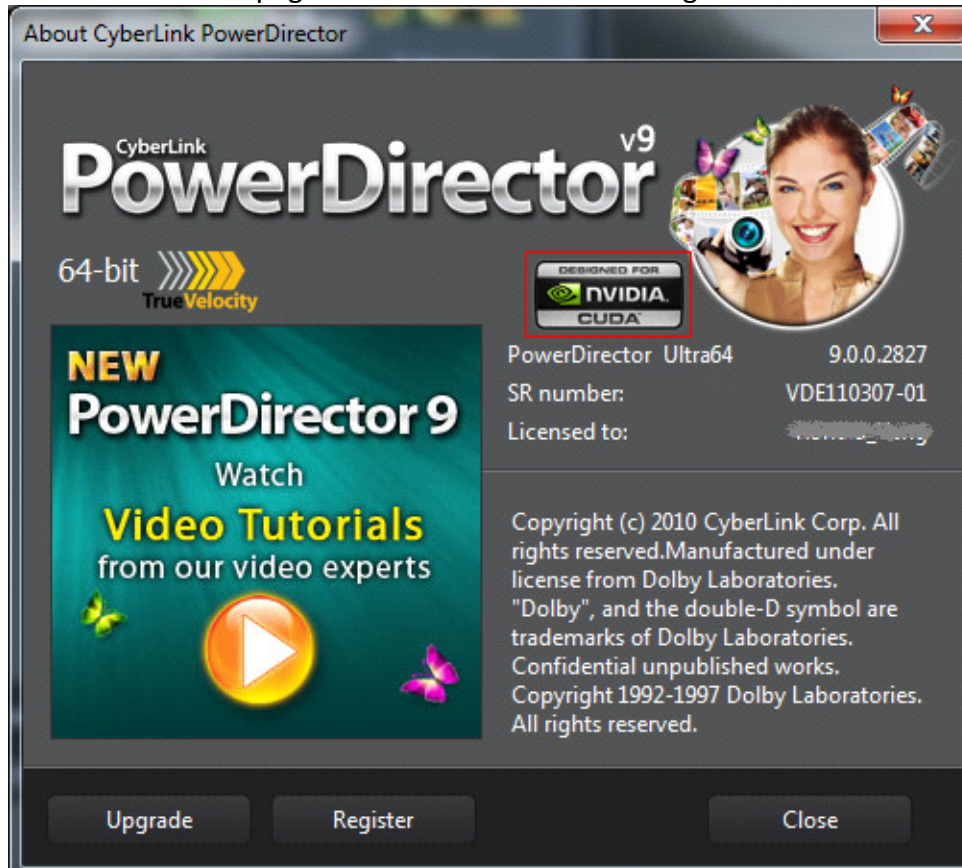 About CyberLink PowerDirector
CyberLink
PowerDirector v9
64-bit
TrueVelocity
DESIGNED FOR
NVIDIA
CUDA
PowerDirector Ultra64 9.0.0.2827
SR number: VDE110307-01
Licensed to:
NEW
PowerDirector 9
Watch
Video Tutorials
from our video experts
Copyright (c) 2010 CyberLink Corp. All
rights reserved.Manufactured under
license from Dolby Laboratories.
"Dolby", and the double-D symbol are
trademarks of Dolby Laboratories.
Confidential unpublished works.
Copyright 1992-1997 Dolby Laboratories.
All rights reserved.
Upgrade
Register
Close